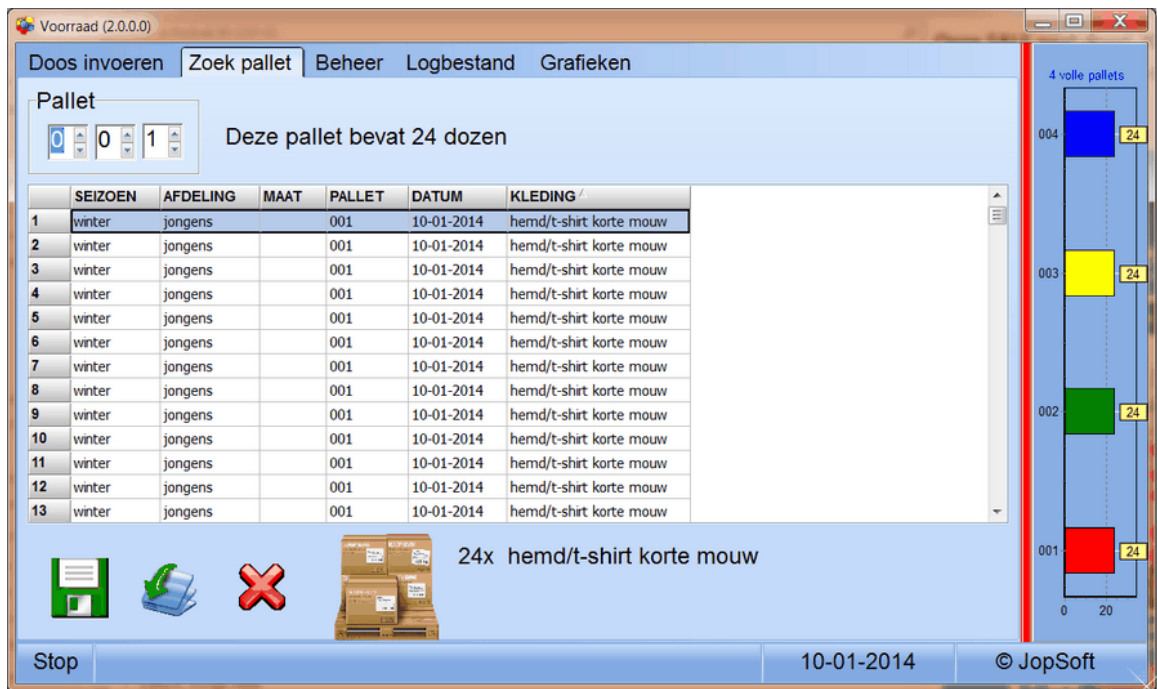 Voorraad (2.0.0.0)
Doos invoeren Zoek pallet Beheer Logbestand Grafieken
Pallet
0 0 1
Deze pallet bevat 24 dozen
SEIZOEN AFDELING MAAT PALLET DATUM KLEDING
1 winter jongens 001 10-01-2014 hemd/t-shirt korte mouw
2 winter jongens 001 10-01-2014 hemd/t-shirt korte mouw
3 winter jongens 001 10-01-2014 hemd/t-shirt korte mouw
4 winter jongens 001 10-01-2014 hemd/t-shirt korte mouw
5 winter jongens 001 10-01-2014 hemd/t-shirt korte mouw
6 winter jongens 001 10-01-2014 hemd/t-shirt korte mouw
7 winter jongens 001 10-01-2014 hemd/t-shirt korte mouw
8 winter jongens 001 10-01-2014 hemd/t-shirt korte mouw
9 winter jongens 001 10-01-2014 hemd/t-shirt korte mouw
10 winter jongens 001 10-01-2014 hemd/t-shirt korte mouw
11 winter jongens 001 10-01-2014 hemd/t-shirt korte mouw
12 winter jongens 001 10-01-2014 hemd/t-shirt korte mouw
13 winter jongens 001 10-01-2014 hemd/t-shirt korte mouw
24x hemd/t-shirt korte mouw
4 volle pallets
004 24
003 24
002 24
001 24
0 20
Stop 10-01-2014 © JopSoft